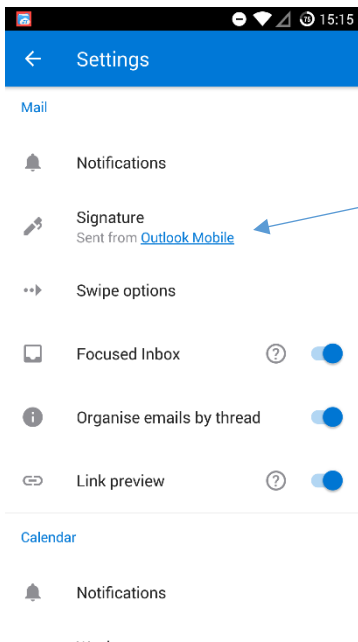 75 15:15
Settings
Mail
Notifications
Signature
Sent from Outlook Mobile
Swipe options
Focused Inbox ?
Organise emails by thread
Link preview ?
Calendar
Notifications